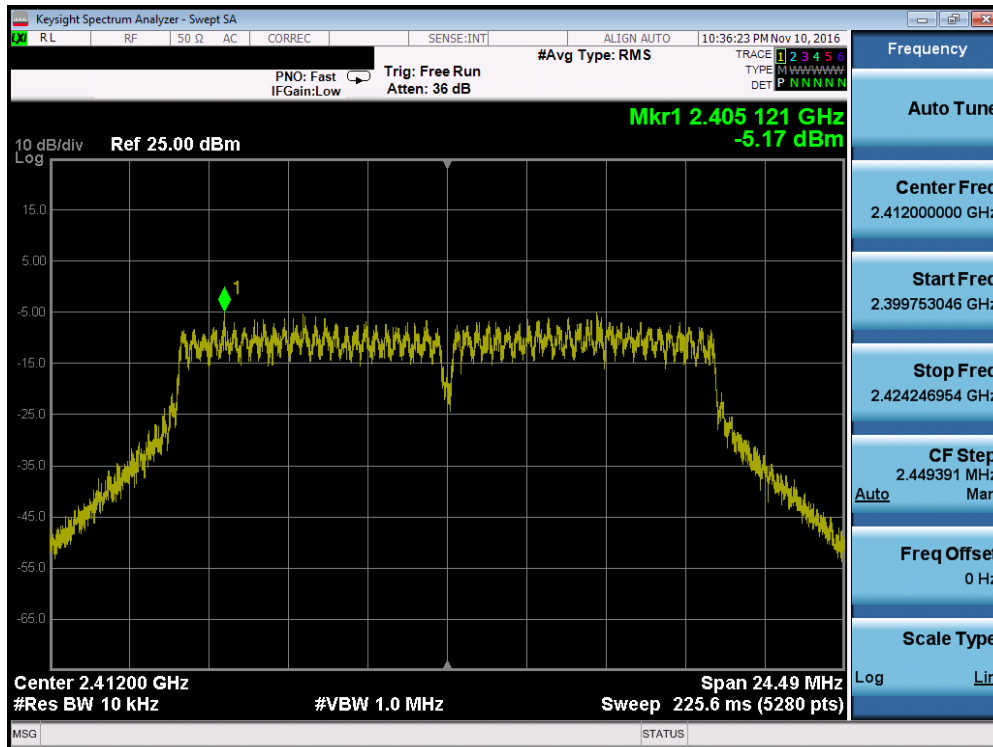 Keysight Spectrum Analyzer - Swept SA
LXI RL RF 50 Ω AC CORREC SENSE:INT ALIGN AUTO 10:36:23 PM Nov 10, 2016
PNO: Fast
IFGain:Low
Trig: Free Run
Atten: 36 dB
#Avg Type: RMS
TRACE 1 2 3 4 5 6
TYPE M WWWWW
DET P N N N N N
Mkr1 2.405 121 GHz
-5.17 dBm
10 dB/div Ref 25.00 dBm
Log
15.0
5.00
-5.00
-15.0
-25.0
-35.0
-45.0
-55.0
-65.0
1
Center 2.41200 GHz Span 24.49 MHz
#Res BW 10 kHz #VBW 1.0 MHz Sweep 225.6 ms (5280 pts)
MSG STATUS
Frequency
Auto Tune
Center Freq
2.412000000 GHz
Start Freq
2.399753046 GHz
Stop Freq
2.424246954 GHz
CF Step
2.449391 MHz
Auto Man
Freq Offset
0 Hz
Scale Type
Log Lin